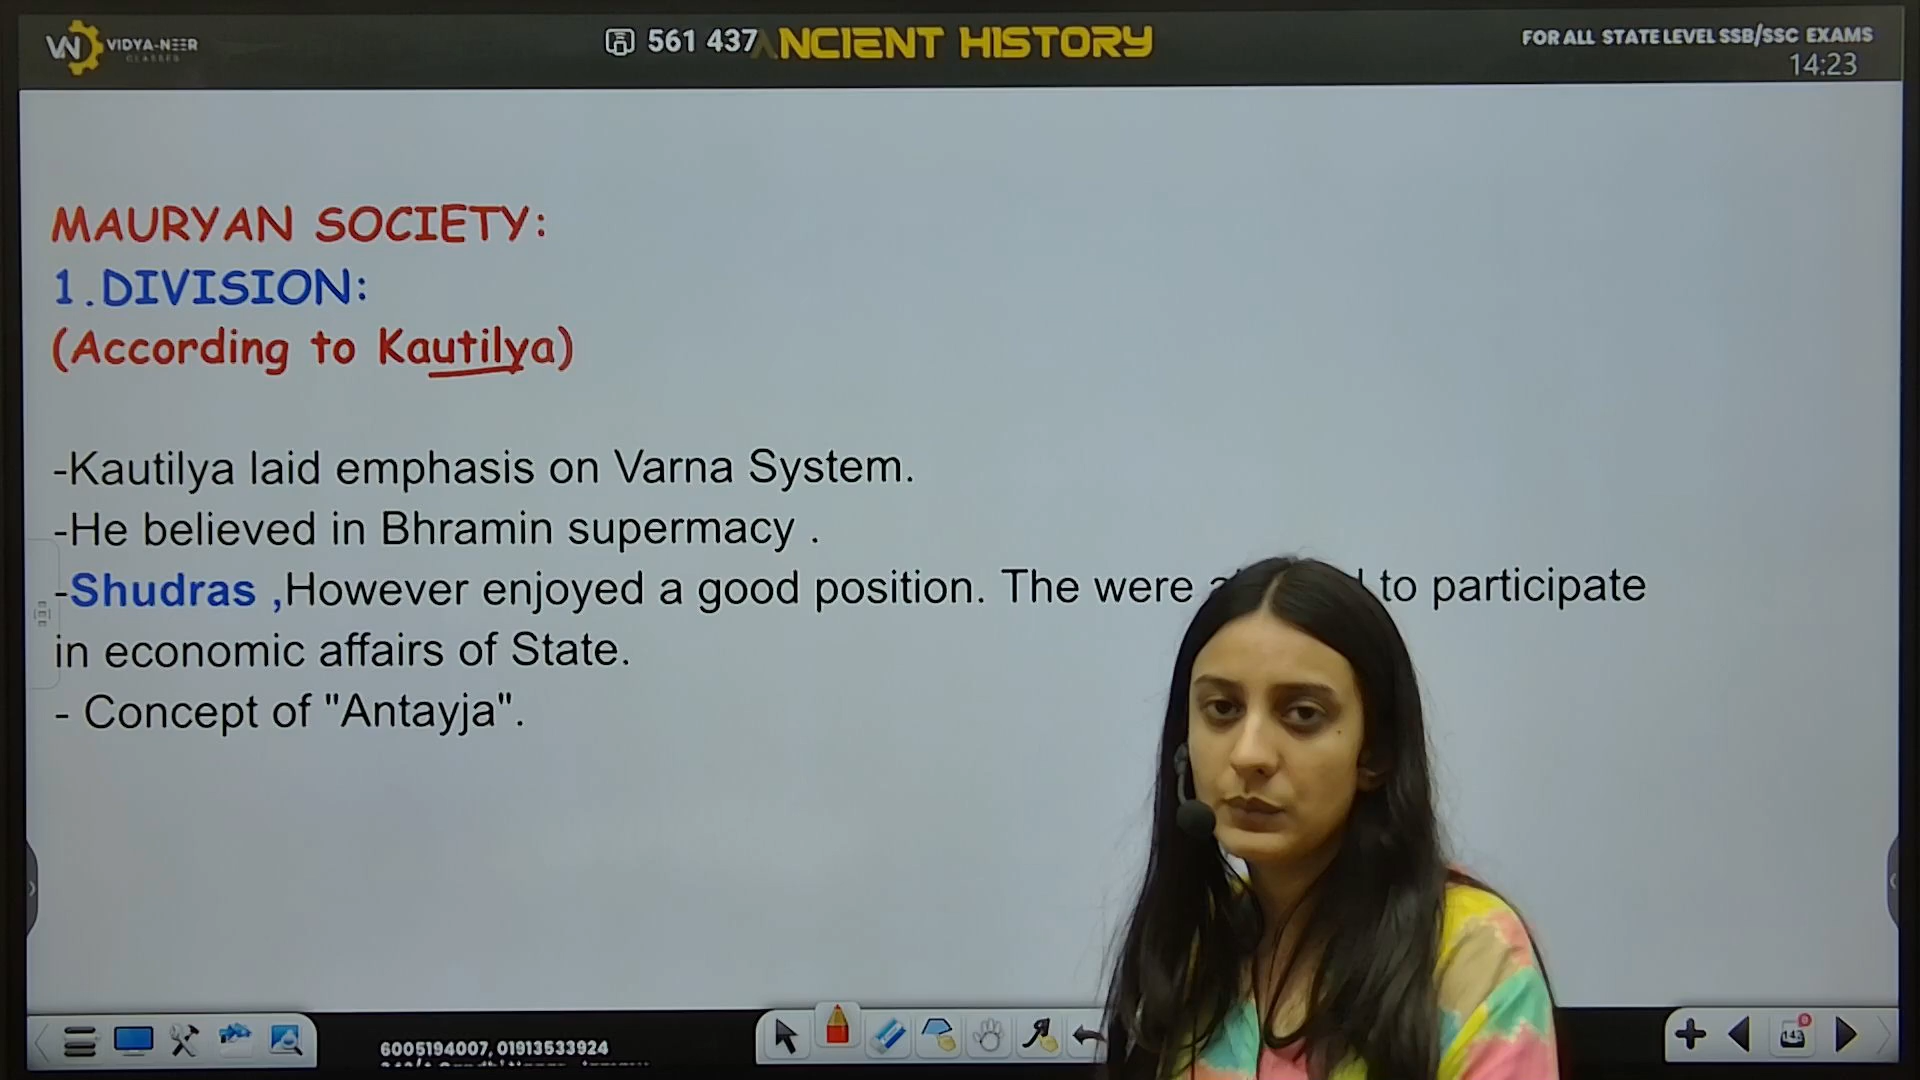 VN VIDYA-NEER
CLASSES
561 437
ANCIENT HISTORY
FOR ALL STATE LEVEL SSB/SSC EXAMS
14:23
MAURYAN SOCIETY:
1.DIVISION:
(According to Kautilya)
-Kautilya laid emphasis on Varna System.
-He believed in Bhramin supermacy .
-Shudras ,However enjoyed a good position. The were to participate
in economic affairs of State.
- Concept of "Antayja".
6005194007, 01913533924